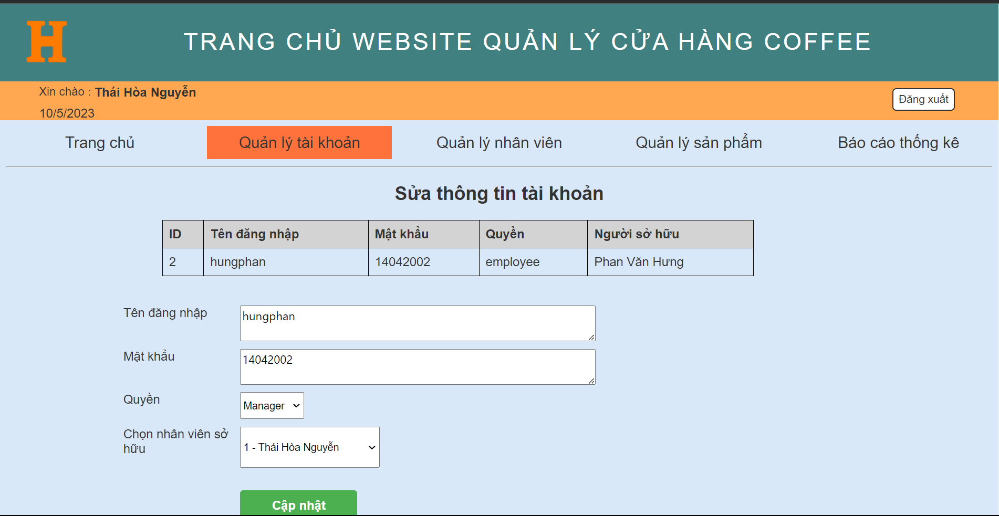 H
TRANG CHỦ WEBSITE QUẢN LÝ CỬA HÀNG COFFEE
Xin chào : Thái Hòa Nguyễn
Đăng xuất
10/5/2023
Trang chủ Quản lý tài khoản Quản lý nhân viên Quản lý sản phẩm Báo cáo thống kê
Sửa thông tin tài khoản
ID Tên đăng nhập Mật khẩu Quyền Người sở hữu
2 hungphan 14042002 employee Phan Văn Hưng
Tên đăng nhập hungphan
Mật khẩu 14042002
Quyền Manager
Chọn nhân viên sở
hữu
1 - Thái Hòa Nguyễn
Cập nhật